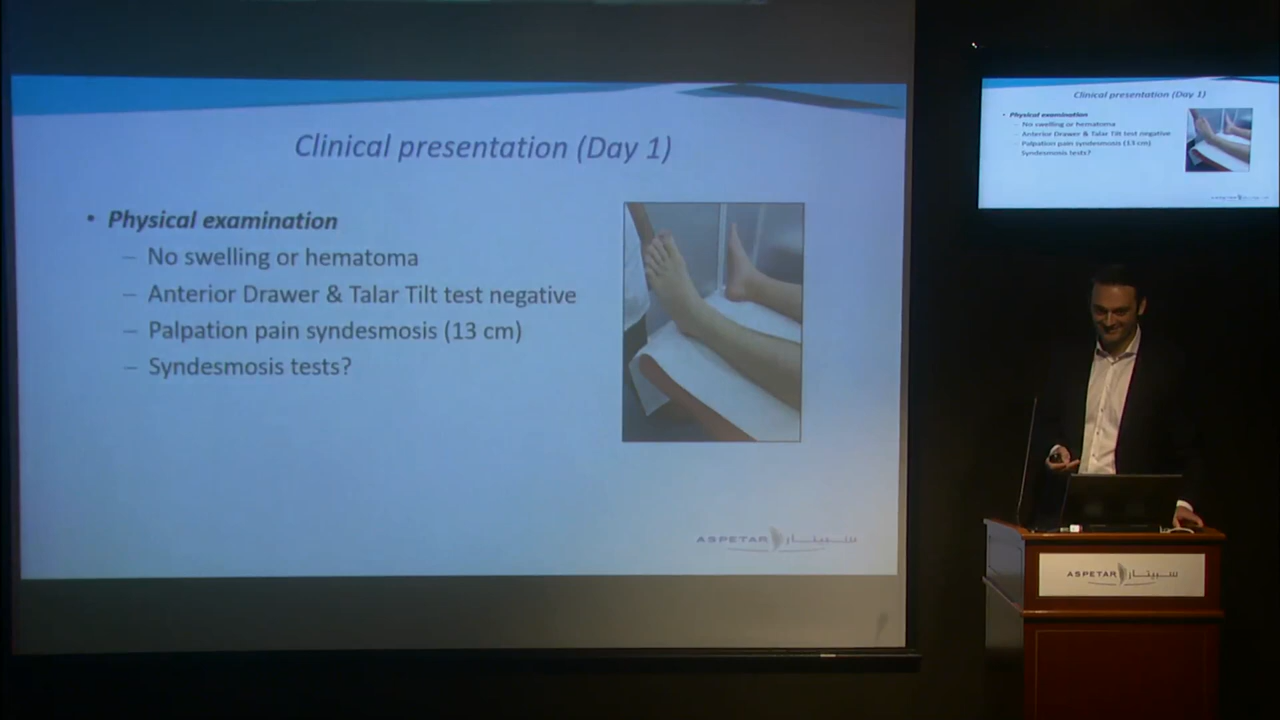 Clinical presentation (Day 1)
• Physical examination
– No swelling or hematoma
– Anterior Drawer & Talar Tilt test negative
– Palpation pain syndesmosis (13 cm)
– Syndesmosis tests?
ASPETAR سبيتار
Clinical presentation (Day 1)
• Physical examination
– No swelling or hematoma
– Anterior Drawer & Talar Tilt test negative
– Palpation pain syndesmosis (13 cm)
Syndesmosis tests?
ASPETAR سبيتار